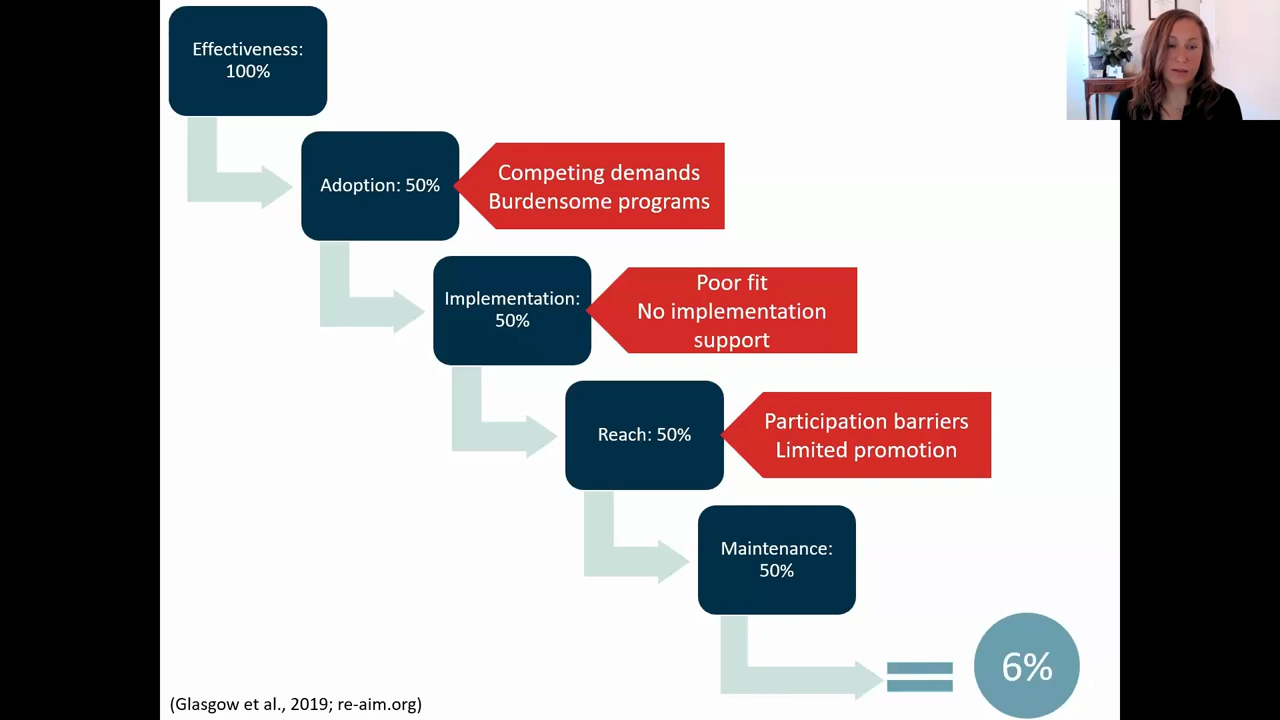 Effectiveness:
100%
Adoption: 50%
Competing demands
Burdensome programs
Implementation:
50%
Poor fit
No implementation
support
Reach: 50%
Participation barriers
Limited promotion
Maintenance:
50%
6%
(Glasgow et al., 2019; re-aim.org)